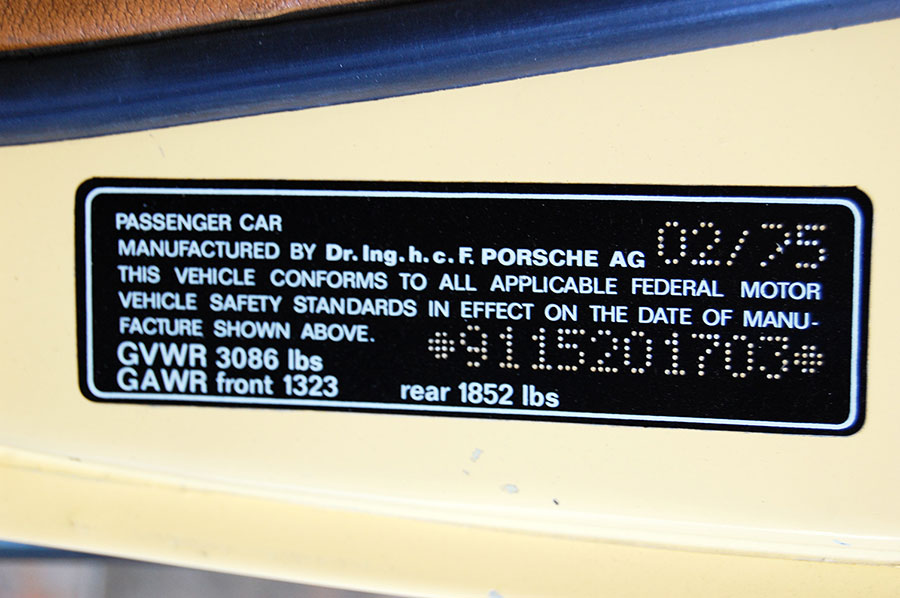 PASSENGER CAR
MANUFACTURED BY Dr.Ing.h.c.F. PORSCHE AG 02/75
THIS VEHICLE CONFORMS TO ALL APPLICABLE FEDERAL MOTOR
VEHICLE SAFETY STANDARDS IN EFFECT ON THE DATE OF MANU-
FACTURE SHOWN ABOVE. *9115201703*
GVWR 3086 lbs
GAWR front 1323 rear 1852 lbs